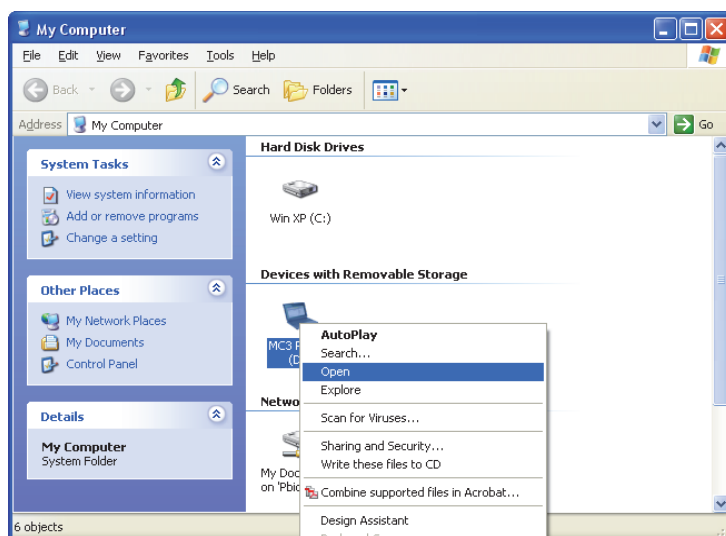 My Computer
File Edit View Favorites Tools Help
Back Search Folders
Address My Computer Go
System Tasks
View system information
Add or remove programs
Change a setting
Other Places
My Network Places
My Documents
Control Panel
Details
My Computer
System Folder
Hard Disk Drives
Win XP (C:)
Devices with Removable Storage
MC3
AutoPlay
Search...
Open
Explore
Scan for Viruses...
Sharing and Security...
Write these files to CD
Combine supported files in Acrobat...
Design Assistant
My Doc
on 'Pbic
6 objects